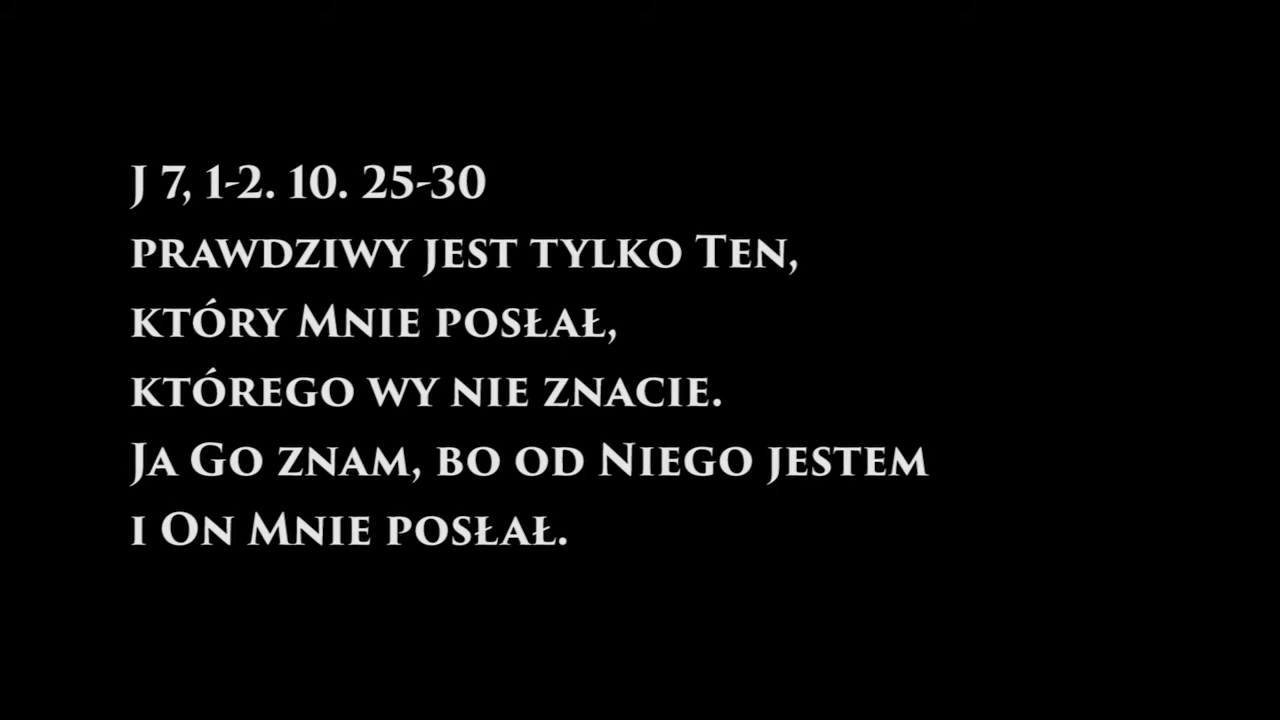 J 7, 1-2. 10. 25-30
prawdziwy jest tylko Ten,
który Mnie posłał,
którego wy nie znacie.
Ja Go znam, bo od Niego jestem
i On Mnie posłał.